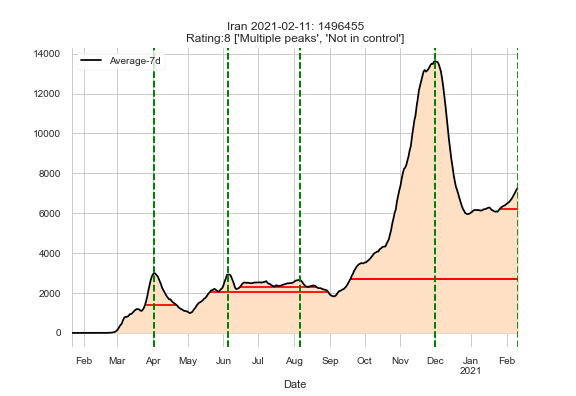 Iran 2021-02-11: 1496455
Rating:8 ['Multiple peaks', 'Not in control']
Average-7d
14000
12000
10000
8000
6000
4000
2000
0
Feb Mar Apr May Jun Jul Aug Sep Oct Nov Dec Jan Feb
2021
Date